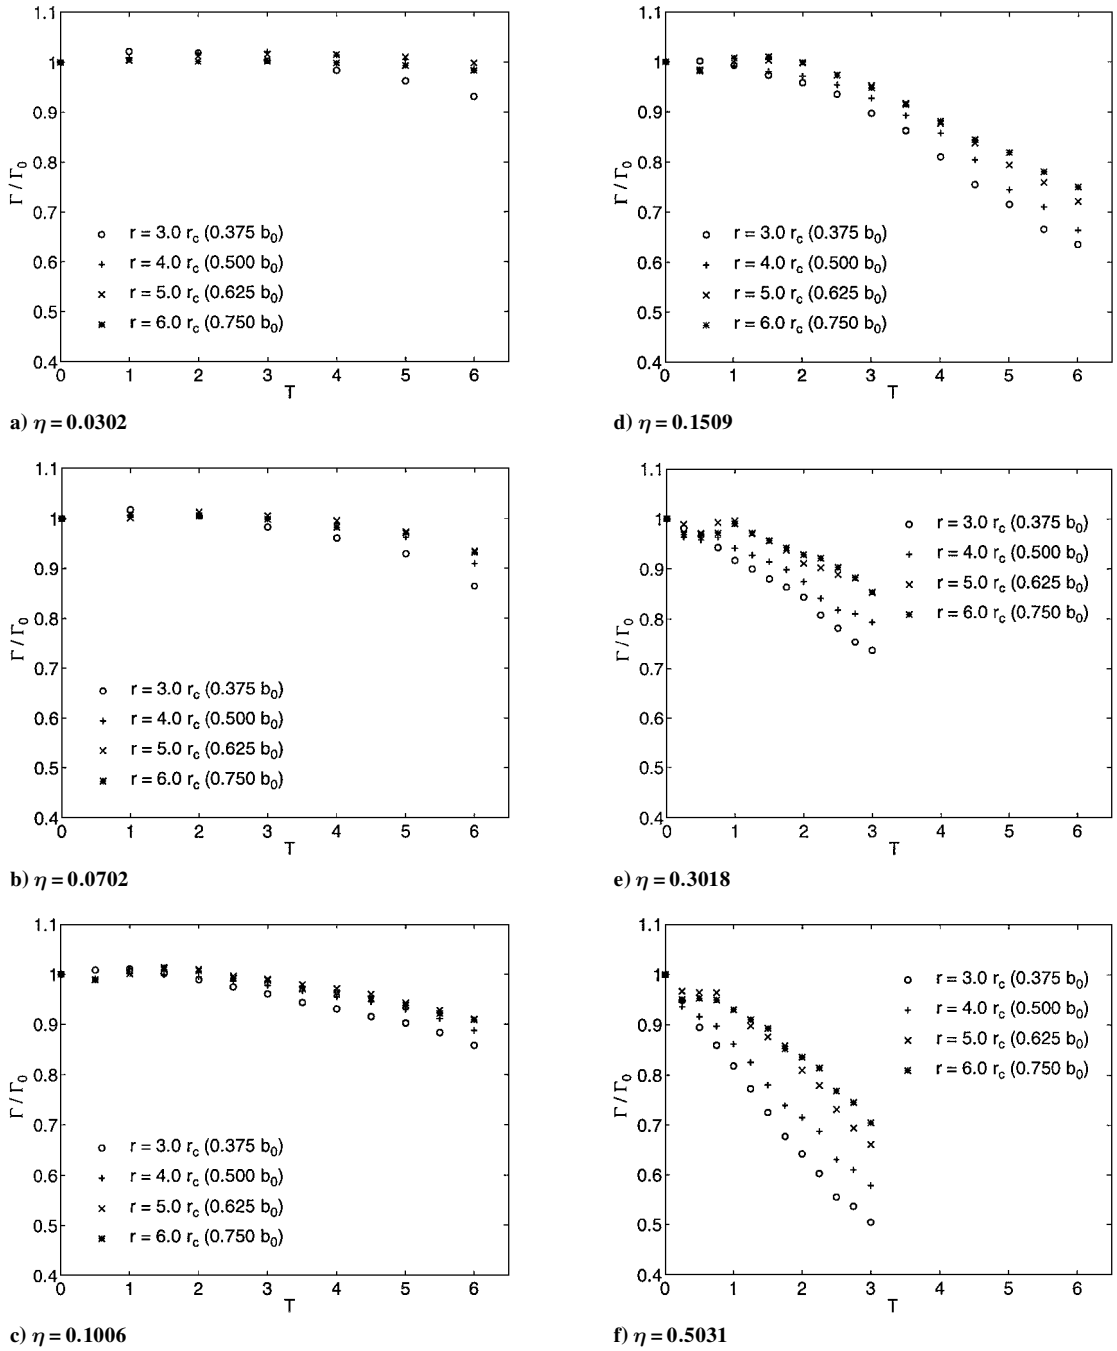 1.1
1
0.9
0.8
0.7
0.6
0.5
0.4
Γ / Γ0
r = 3.0 rc (0.375 b0)
r = 4.0 rc (0.500 b0)
r = 5.0 rc (0.625 b0)
r = 6.0 rc (0.750 b0)
0 1 2 3 4 5 6
T
a) η = 0.0302
1.1
1
0.9
0.8
0.7
0.6
0.5
0.4
Γ / Γ0
r = 3.0 rc (0.375 b0)
r = 4.0 rc (0.500 b0)
r = 5.0 rc (0.625 b0)
r = 6.0 rc (0.750 b0)
0 1 2 3 4 5 6
T
b) η = 0.0702
1.1
1
0.9
0.8
0.7
0.6
0.5
0.4
Γ / Γ0
r = 3.0 rc (0.375 b0)
r = 4.0 rc (0.500 b0)
r = 5.0 rc (0.625 b0)
r = 6.0 rc (0.750 b0)
0 1 2 3 4 5 6
T
c) η = 0.1006
1.1
1
0.9
0.8
0.7
0.6
0.5
0.4
Γ / Γ0
r = 3.0 rc (0.375 b0)
r = 4.0 rc (0.500 b0)
r = 5.0 rc (0.625 b0)
r = 6.0 rc (0.750 b0)
0 1 2 3 4 5 6
T
d) η = 0.1509
1.1
1
0.9
0.8
0.7
0.6
0.5
0.4
Γ / Γ0
r = 3.0 rc (0.375 b0)
r = 4.0 rc (0.500 b0)
r = 5.0 rc (0.625 b0)
r = 6.0 rc (0.750 b0)
0 1 2 3 4 5 6
T
e) η = 0.3018
1.1
1
0.9
0.8
0.7
0.6
0.5
0.4
Γ / Γ0
r = 3.0 rc (0.375 b0)
r = 4.0 rc (0.500 b0)
r = 5.0 rc (0.625 b0)
r = 6.0 rc (0.750 b0)
0 1 2 3 4 5 6
T
f) η = 0.5031